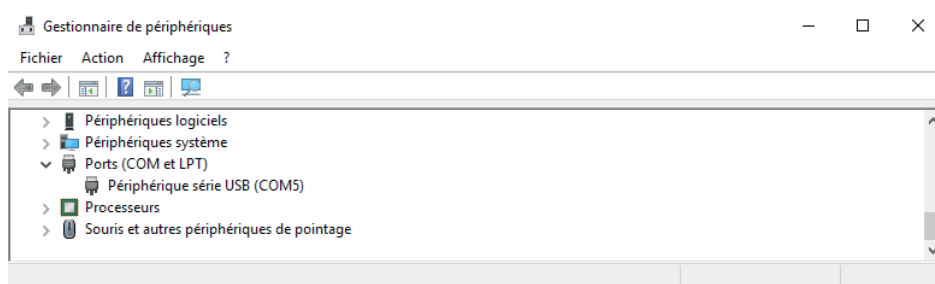 Gestionnaire de périphériques
Fichier Action Affichage ?
Périphériques logiciels
Périphériques système
Ports (COM et LPT)
Périphérique série USB (COM5)
Processeurs
Souris et autres périphériques de pointage